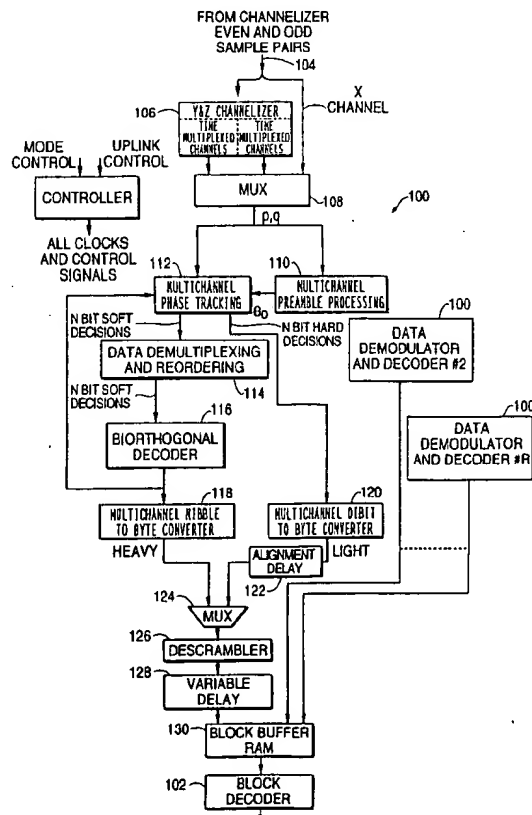 FROM CHANNELIZER
EVEN AND ODD
SAMPLE PAIRS
104
X
CHANNEL
106
Y&Z CHANNELIZER
TIME MULTIPLEXED CHANNELS
TIME MULTIPLEXED CHANNELS
MODE CONTROL
UPLINK CONTROL
CONTROLLER
MUX
108
ALL CLOCKS
AND CONTROL
SIGNALS
p,q
100
112
110
MULTICHANNEL
PHASE TRACKING
MULTICHANNEL
PREAMBLE PROCESSING
θ0
N BIT SOFT
DECISIONS
N BIT HARD
DECISIONS
100
DATA
DEMODULATOR
AND DECODER #2
DATA DEMULTIPLEXING
AND REORDERING
114
N BIT SOFT
DECISIONS
116
100
DATA
DEMODULATOR
AND DECODER #R
BIORTHOGONAL
DECODER
118
120
MULTICHANNEL NIBBLE
TO BYTE CONVERTER
MULTICHANNEL DIBIT
TO BYTE CONVERTER
HEAVY
ALIGNMENT
DELAY
LIGHT
122
124
MUX
126
DESCRAMBLER
128
VARIABLE
DELAY
130
BLOCK BUFFER
RAM
102
BLOCK
DECODER